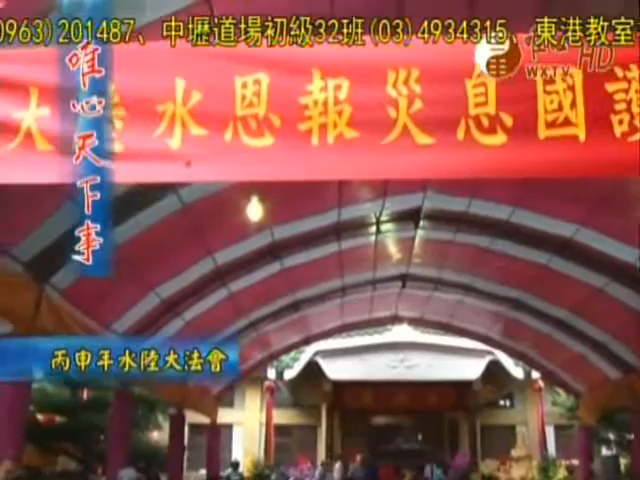 0963)201487、中壢道場初級32班(03)4934315、東港教室
WXTV HD
水恩報災息國護
唯心天下事
丙申年水陸大法會